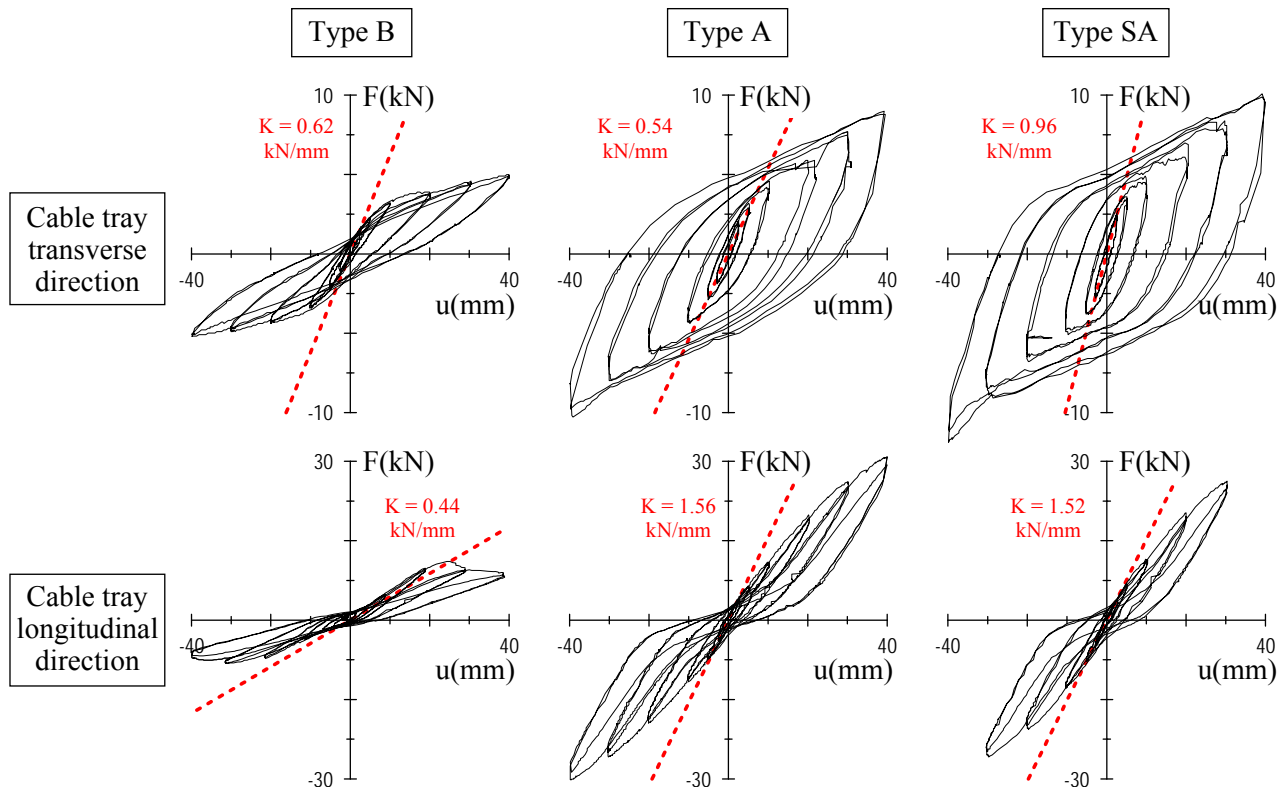 Type B
Type A
Type SA
Cable tray
transverse
direction
10
F(kN)
K = 0.62
kN/mm
-40
40
u(mm)
-10
10
F(kN)
K = 0.54
kN/mm
-40
40
u(mm)
-10
10
F(kN)
K = 0.96
kN/mm
-40
40
u(mm)
-10
Cable tray
longitudinal
direction
30
F(kN)
K = 0.44
kN/mm
-40
40
u(mm)
-30
30
F(kN)
K = 1.56
kN/mm
-40
40
u(mm)
-30
30
F(kN)
K = 1.52
kN/mm
-40
40
u(mm)
-30